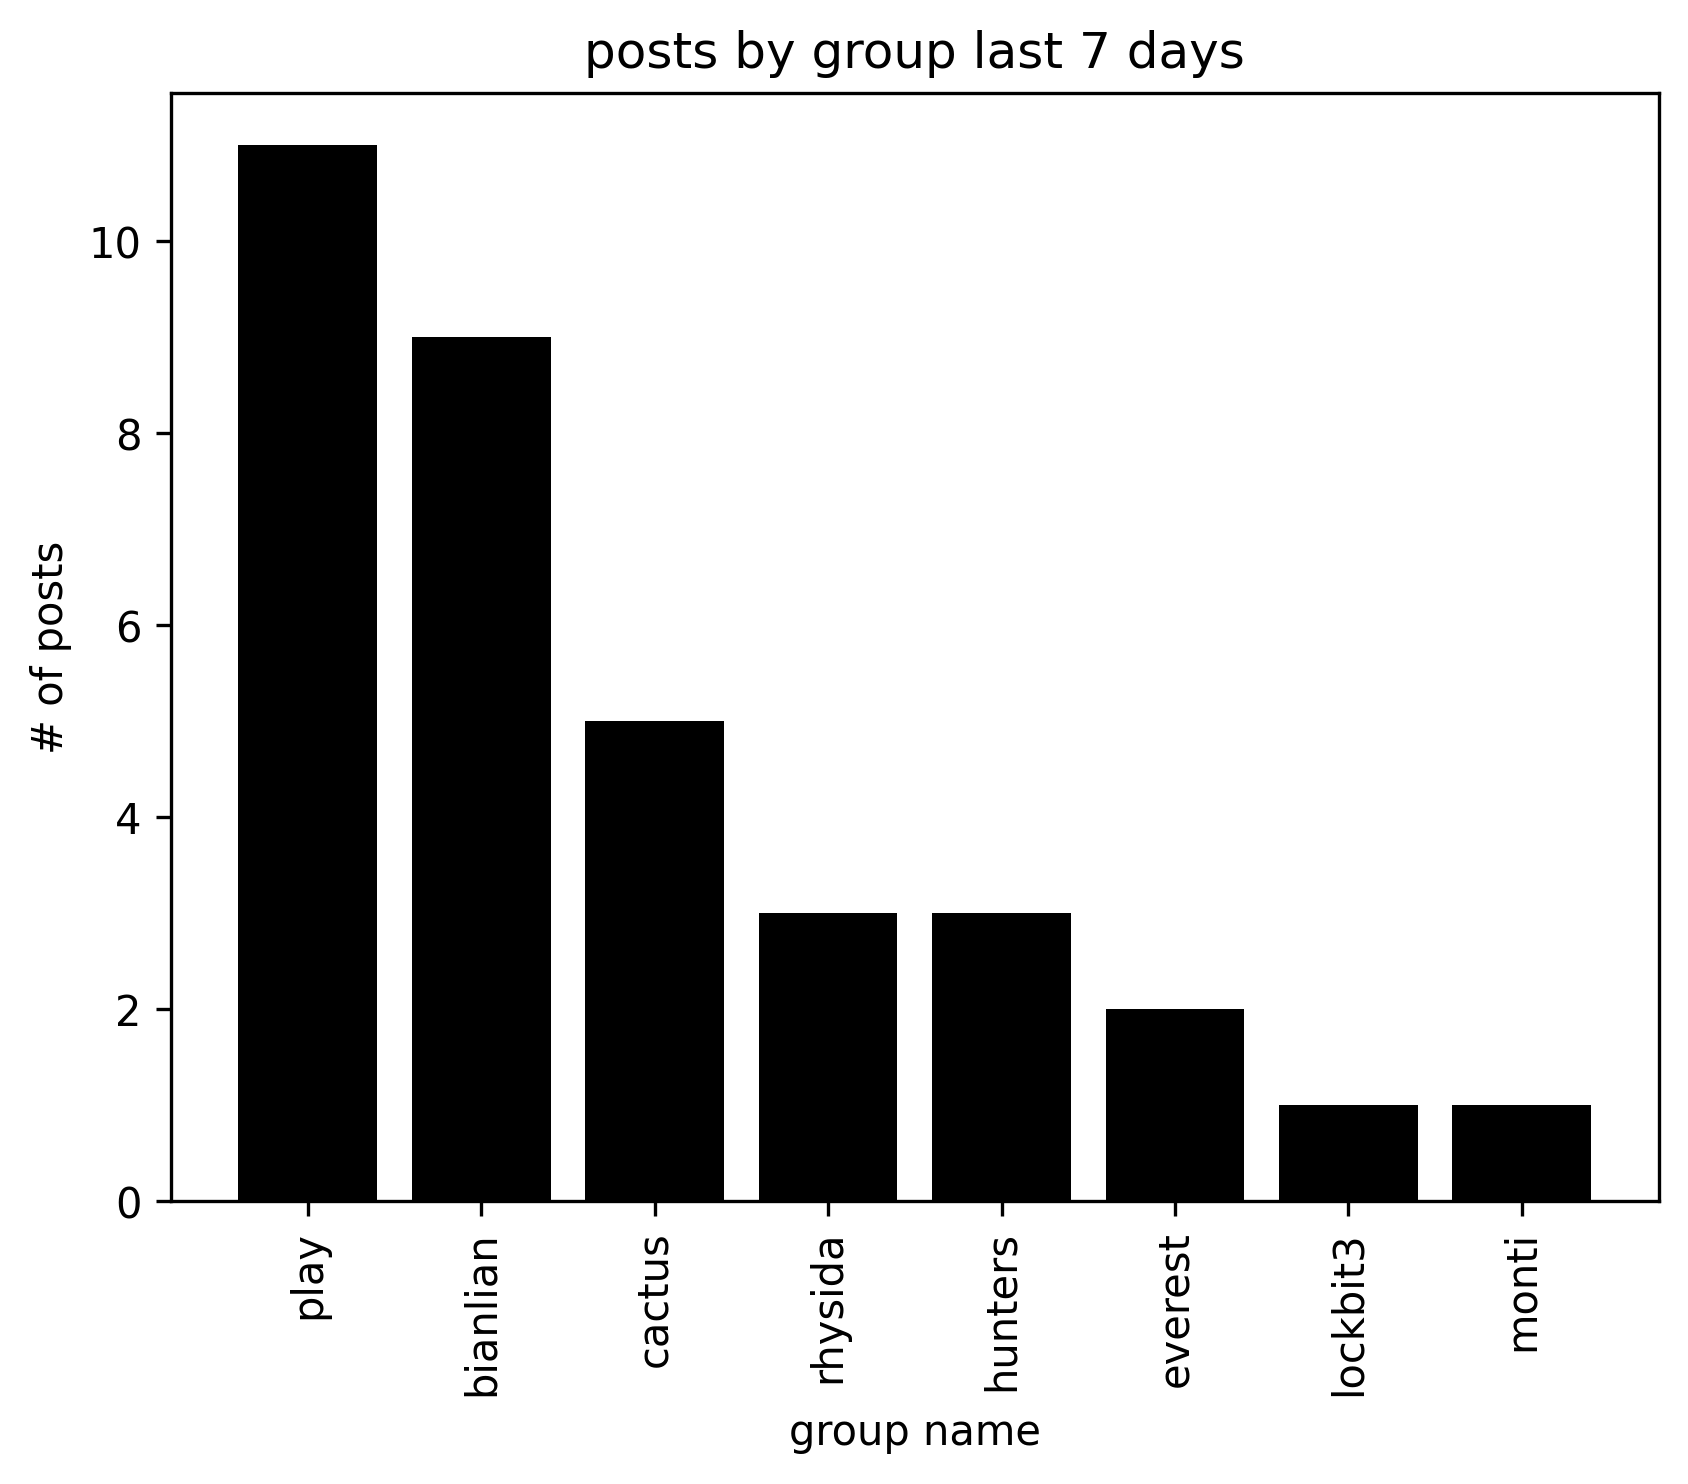 posts by group last 7 days
10
8
6
4
2
0
# of posts
play
bianlian
cactus
rhysida
hunters
everest
lockbit3
monti
group name